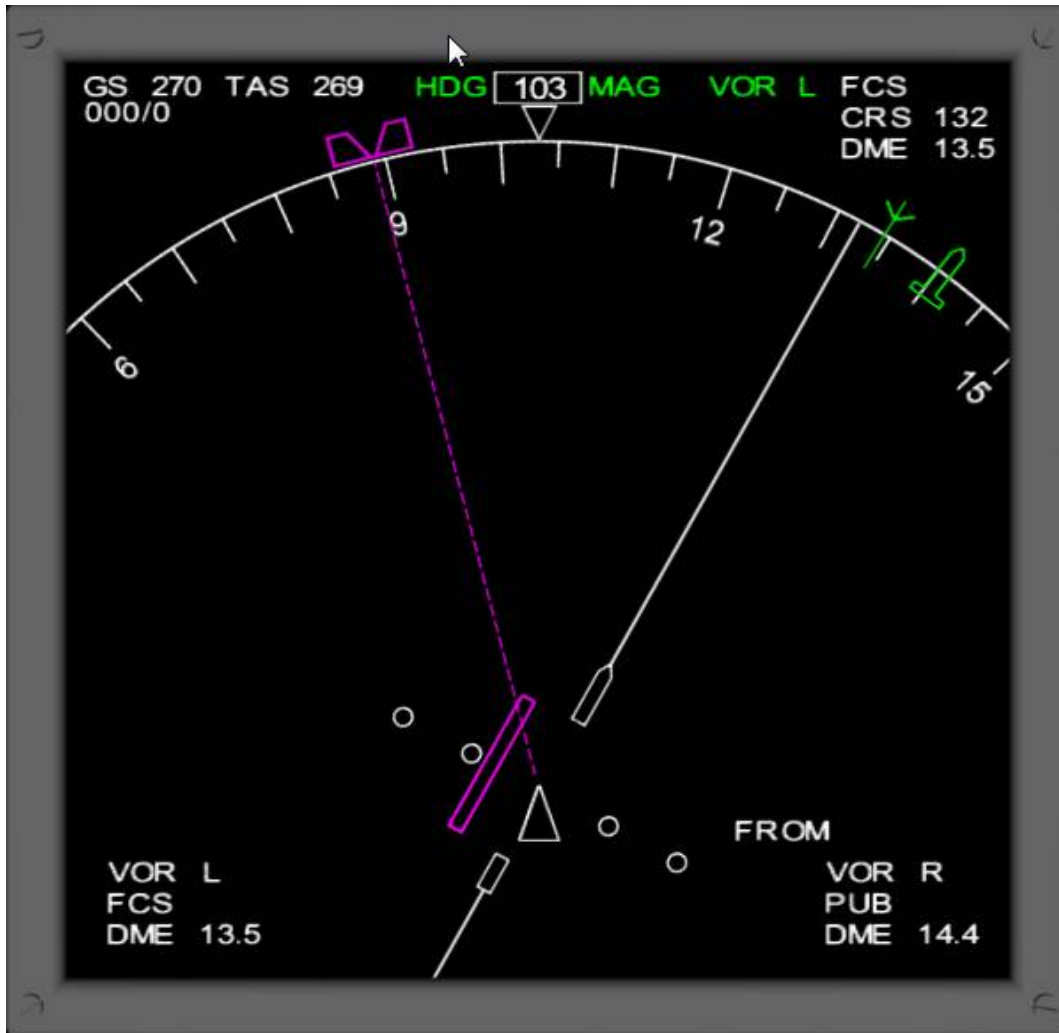 GS 270 TAS 269 HDG 103 MAG VOR L FCS
000/0
CRS 132
DME 13.5
9
12
6
15
FROM
VOR L
FCS
DME 13.5
VOR R
PUB
DME 14.4